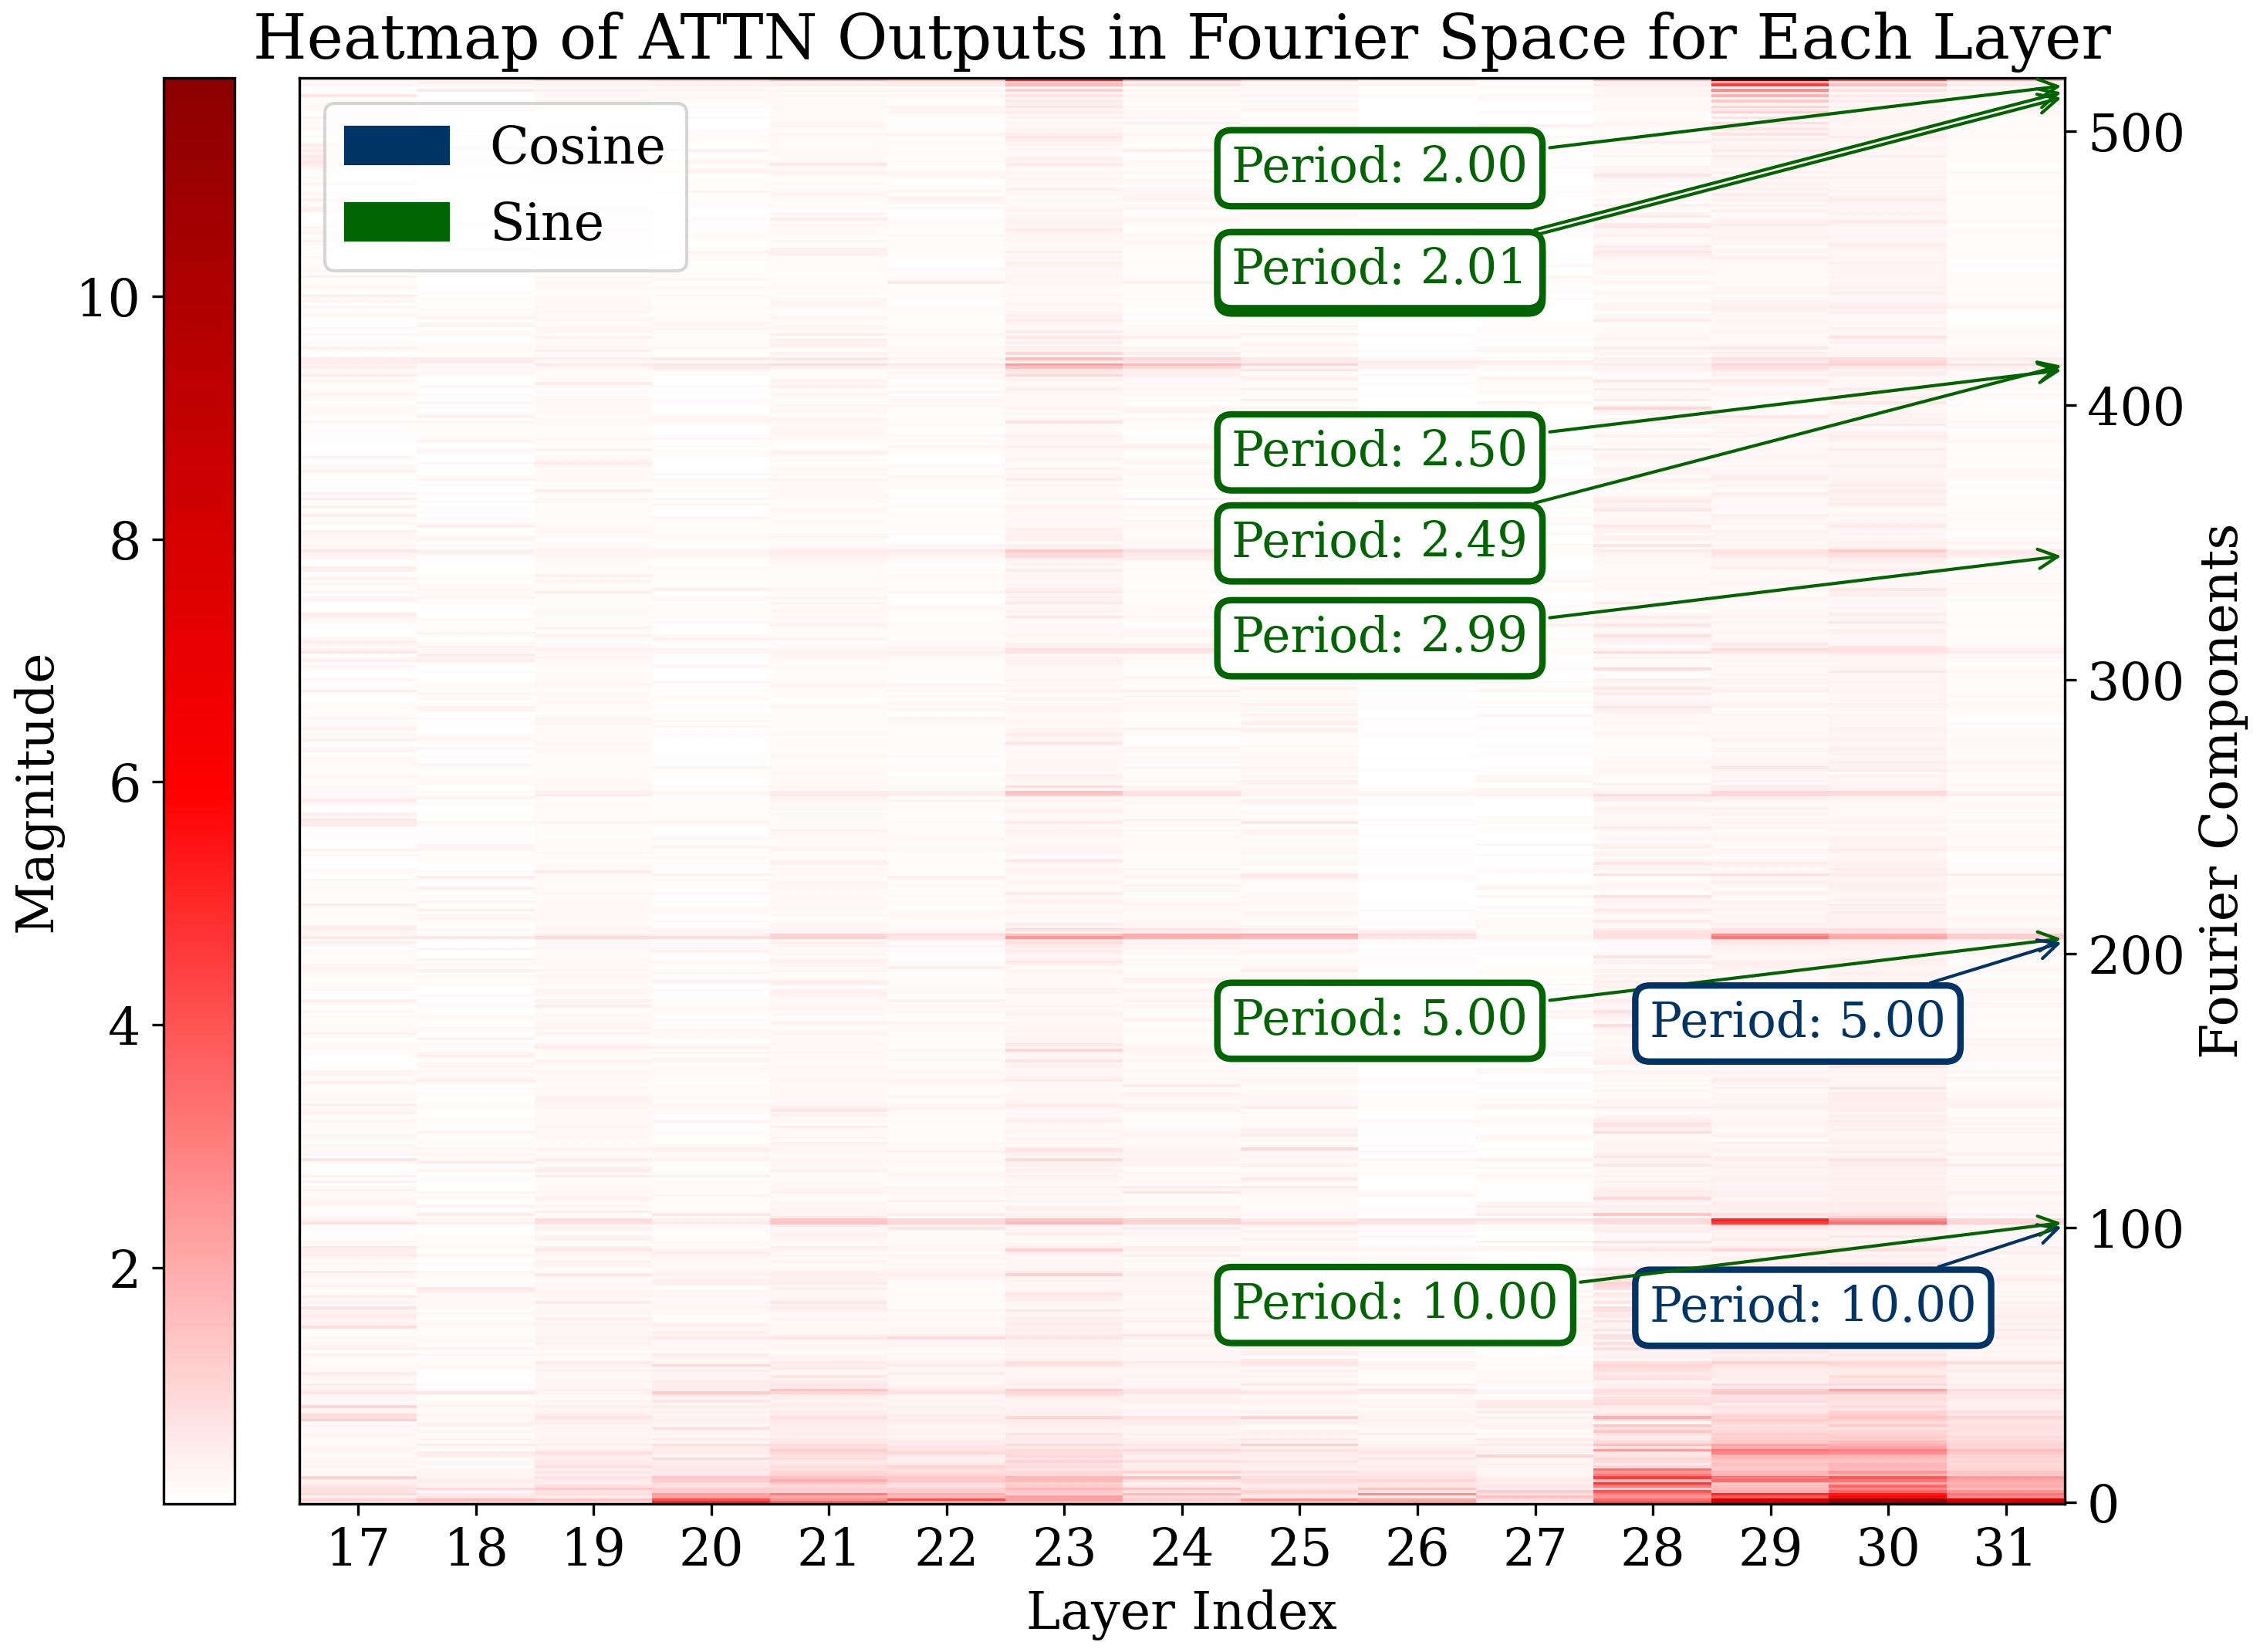 Heatmap of ATTN Outputs in Fourier Space for Each Layer
Cosine
Sine
Magnitude
10
8
6
4
2
Period: 2.00
Period: 2.01
Period: 2.50
Period: 2.49
Period: 2.99
Period: 5.00
Period: 5.00
Period: 10.00
Period: 10.00
500
400
300
200
100
0
Fourier Components
17 18 19 20 21 22 23 24 25 26 27 28 29 30 31
Layer Index